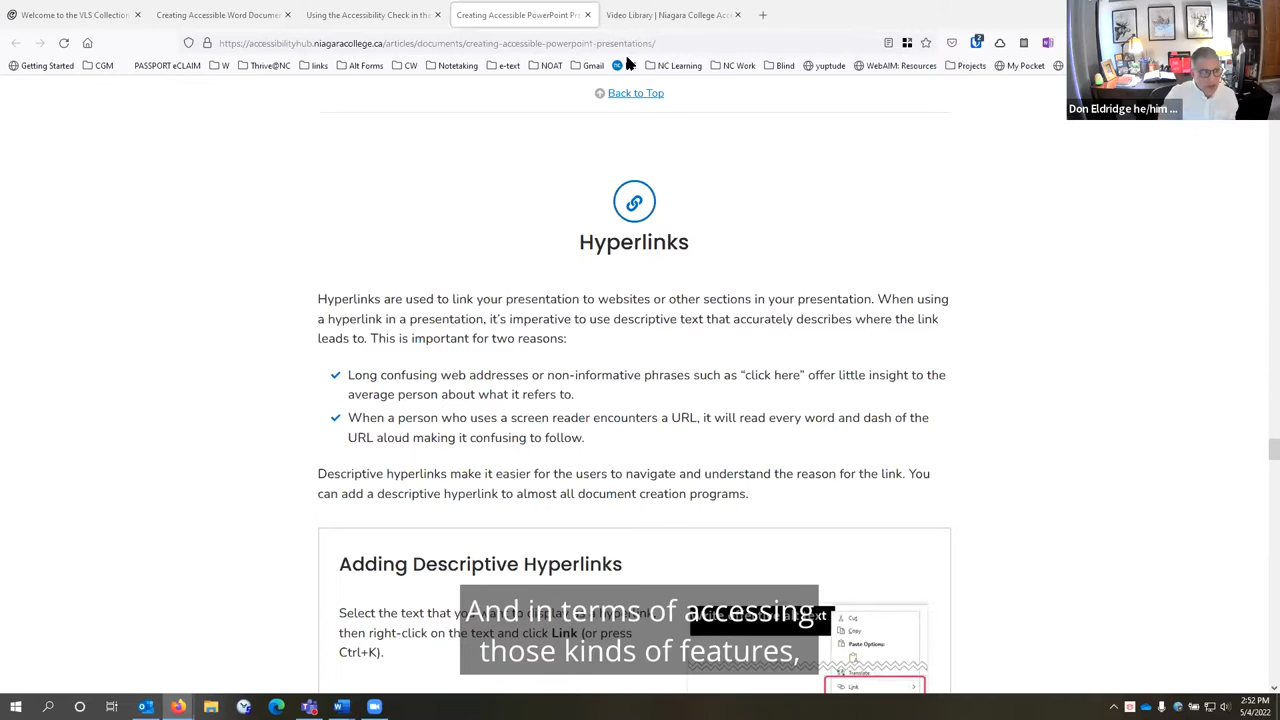 Welcome to the VLS Collection
Creating Accessible Word Documen
Using the Accessibility Check in the
Creating Accessible PowerPoint Pre
Video Library | Niagara College Acce
https://accessibilityhub.niagaracollege.ca/articles/document
accessible-powerpoint-presentations/
Getting Started
CGM
PASSPORT eCLAIM
W
Thrive@NC
links
Alt Forms
CW
Notetaking
e-text
NOAT
Gmail
NC Learning
NC Work
Blind
yuptude
WebAIM: Resources
Projects
My Pocket
Don Eldridge he/him ...
Back to Top
Hyperlinks
Hyperlinks are used to link your presentation to websites or other sections in your presentation. When using
a hyperlink in a presentation, it's imperative to use descriptive text that accurately describes where the link
leads to. This is important for two reasons:
Long confusing web addresses or non-informative phrases such as “click here” offer little insight to the
average person about what it refers to.
When a person who uses a screen reader encounters a URL, it will read every word and dash of the
URL aloud making it confusing to follow.
Descriptive hyperlinks make it easier for the users to navigate and understand the reason for the link. You
can add a descriptive hyperlink to almost all document creation programs.
Adding Descriptive Hyperlinks
Select the text that
then right-click on the text and click Link (or press
Ctrl+K).
And in terms of accessing
those kinds of features,
Cut
Copy
Paste Options:
Translate
Link
2:52 PM
5/4/2022